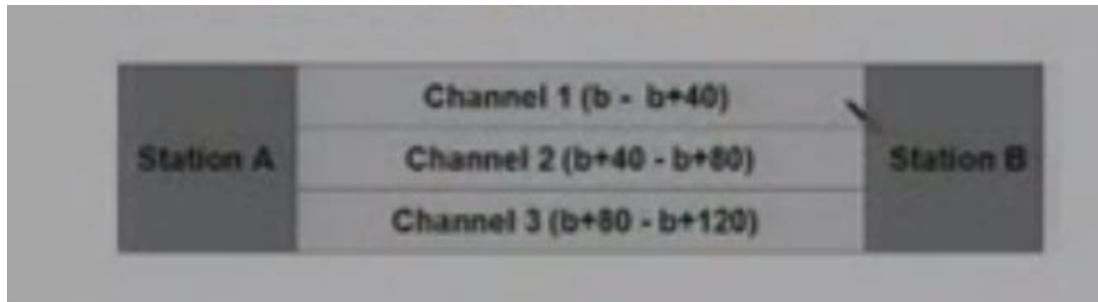 Channel 1 (b - b+40)
Station A
Channel 2 (b+40 - b+80)
Station B
Channel 3 (b+80 - b+120)